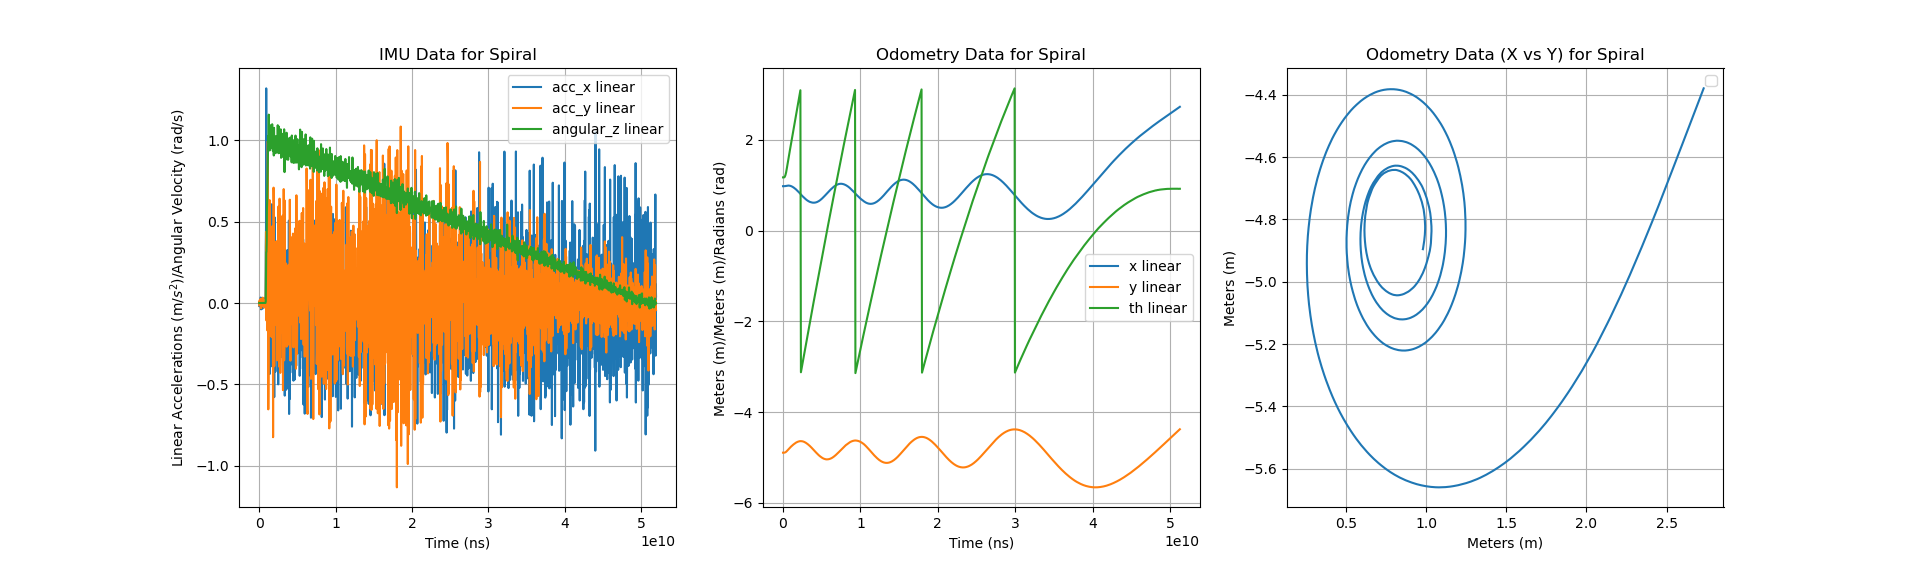 IMU Data for Spiral
Linear Accelerations (m/s²)/Angular Velocity (rad/s)
1.0
0.5
0.0
−0.5
−1.0
acc_x linear
acc_y linear
angular_z linear
0 1 2 3 4 5
1e10
Time (ns)
Odometry Data for Spiral
Meters (m)/Meters (m)/Radians (rad)
2
0
−2
−4
−6
x linear
y linear
th linear
0 1 2 3 4 5
1e10
Time (ns)
Odometry Data (X vs Y) for Spiral
Meters (m)
−4.4
−4.6
−4.8
−5.0
−5.2
−5.4
−5.6
0.5 1.0 1.5 2.0 2.5
Meters (m)